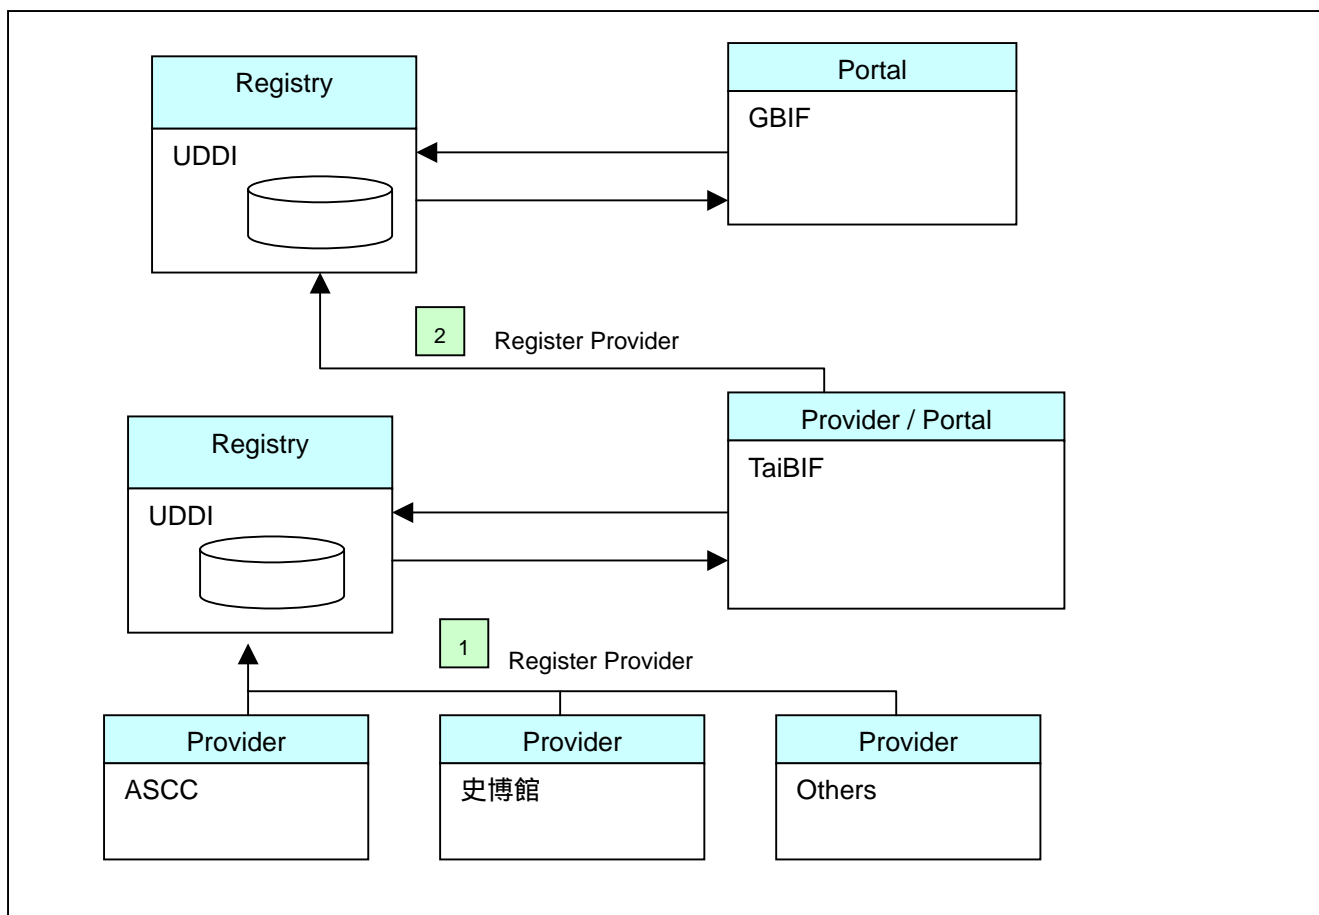 Registry
UDDI
Portal
GBIF
2
Register Provider
Registry
UDDI
Provider / Portal
TaiBIF
1
Register Provider
Provider
ASCC
Provider
史博館
Provider
Others